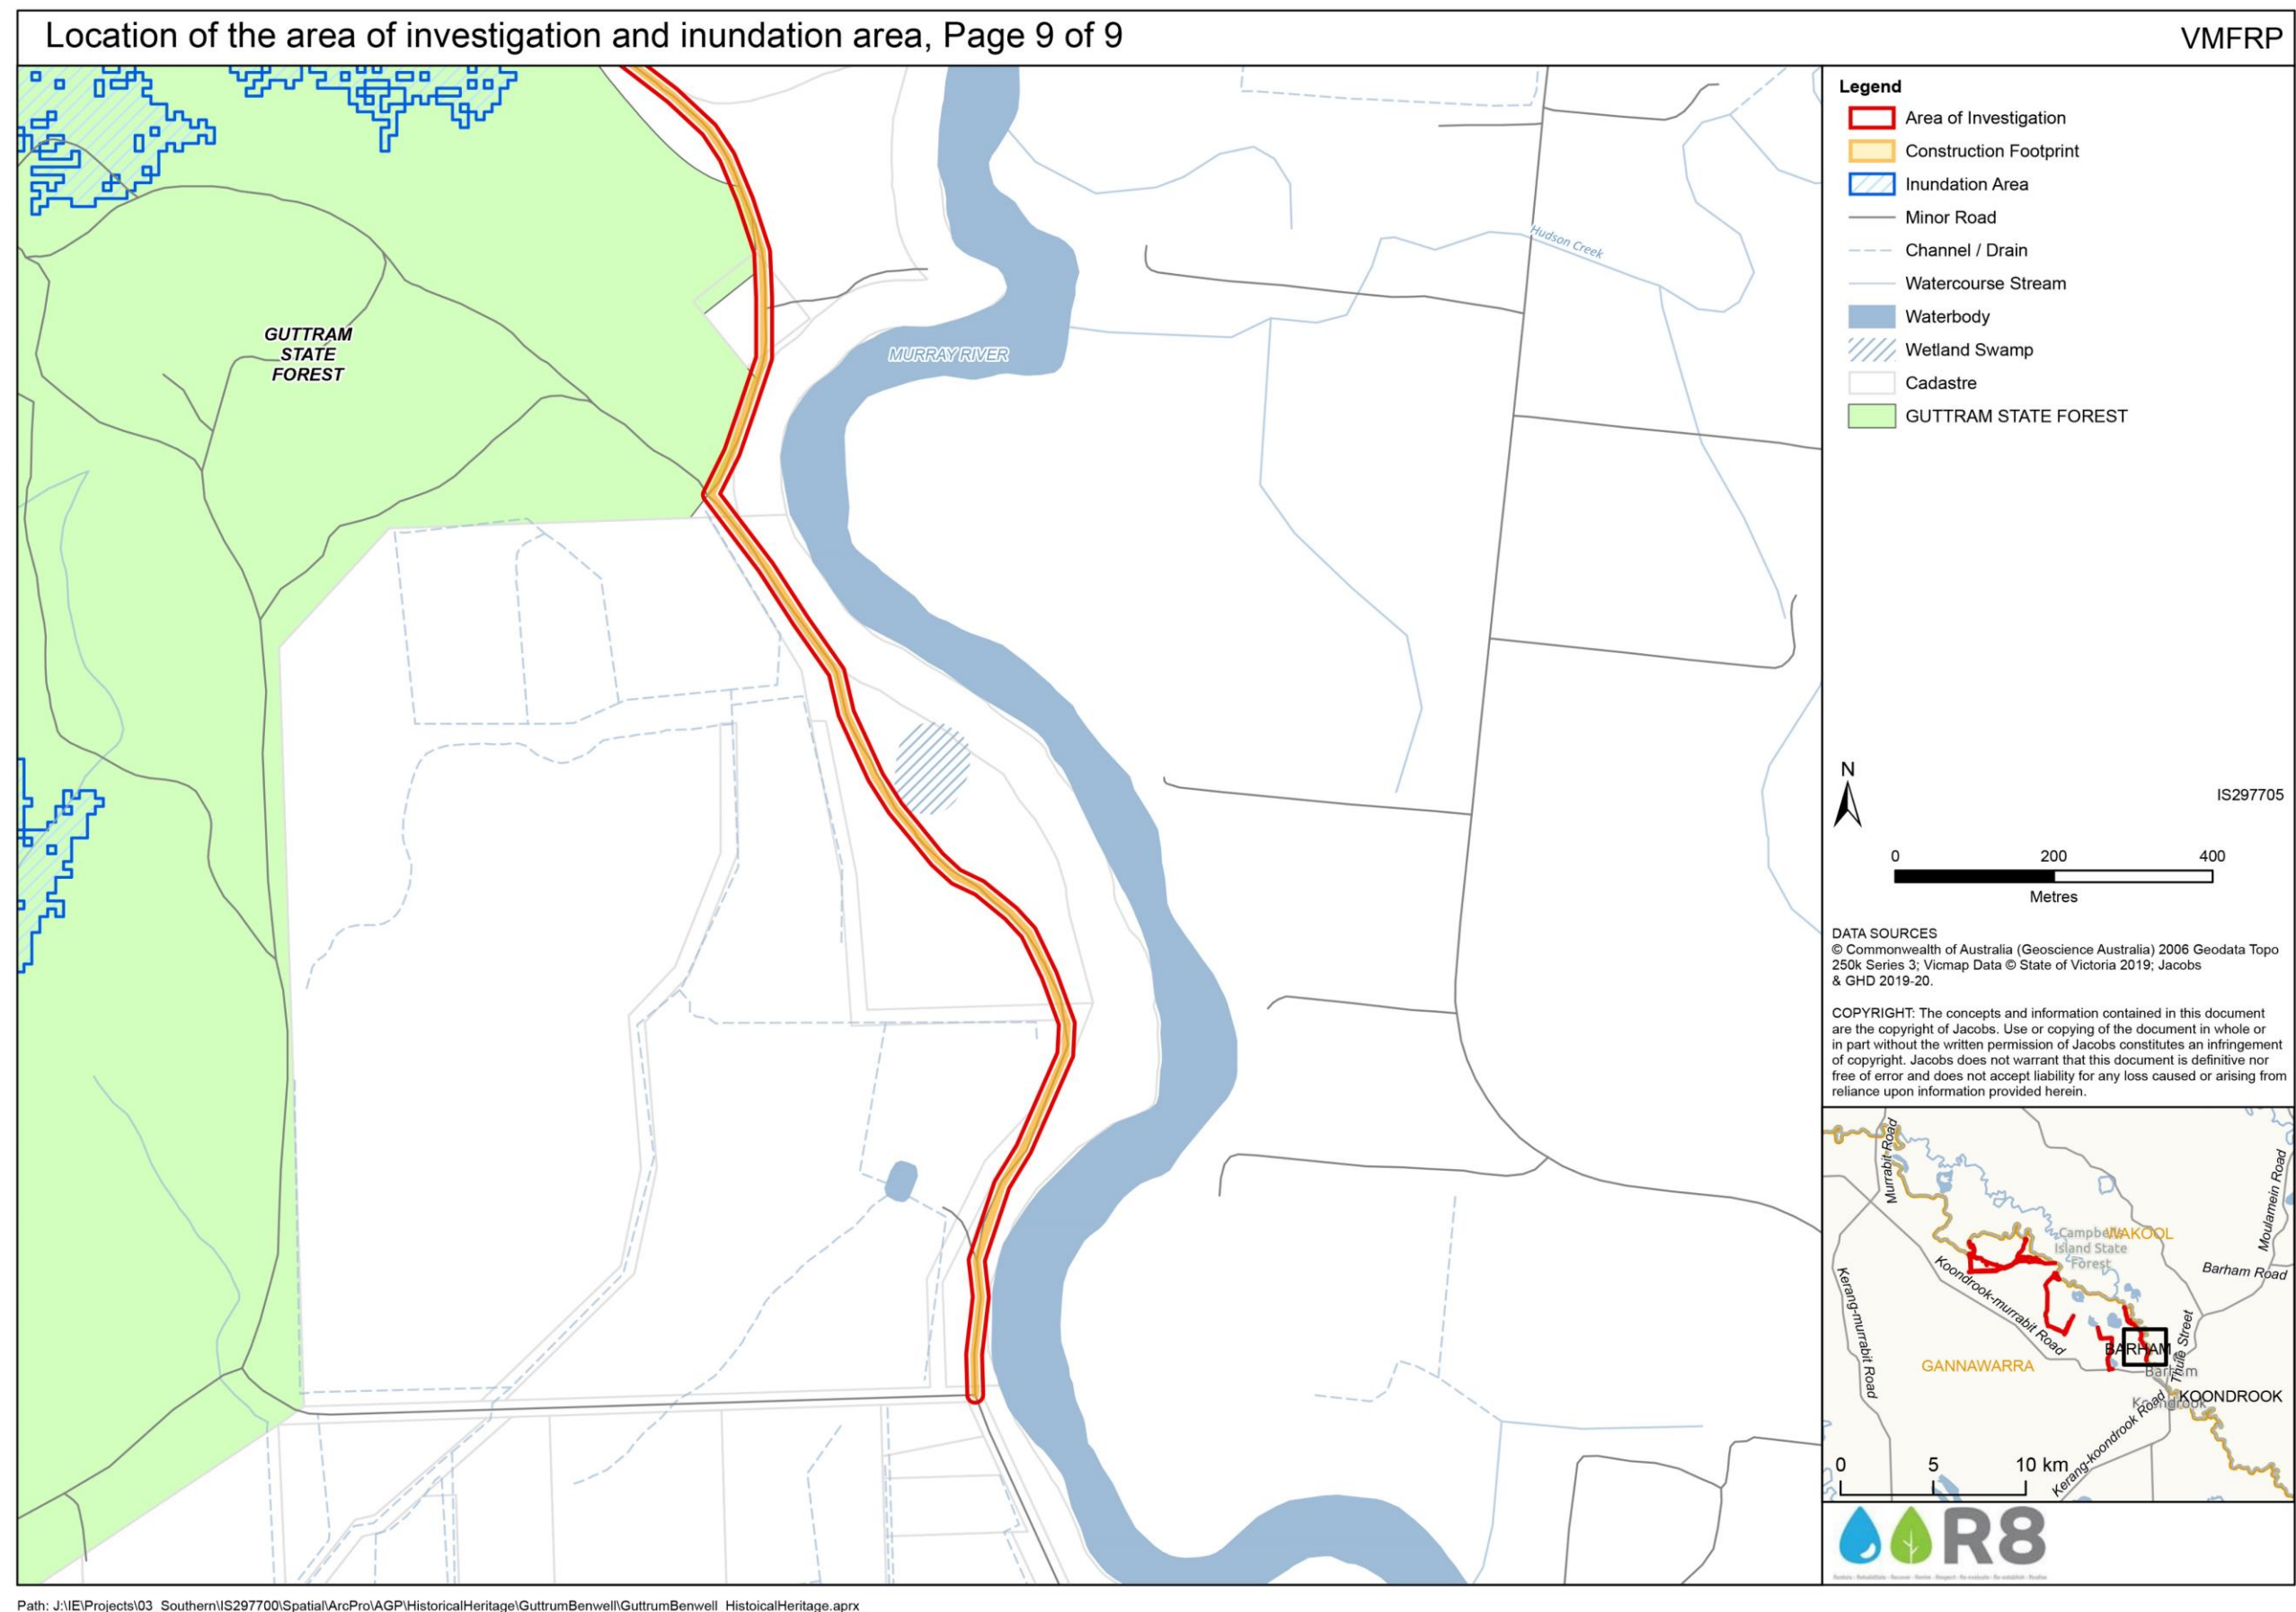 Location of the area of investigation and inundation area, Page 9 of 9
VMFRP
GUTTRAM
STATE
FOREST
MURRAY RIVER
Hudson Creek
Legend
Area of Investigation
Construction Footprint
Inundation Area
Minor Road
Channel / Drain
Watercourse Stream
Waterbody
Wetland Swamp
Cadastre
GUTTRAM STATE FOREST
N
IS297705
0 200 400
Metres
DATA SOURCES
© Commonwealth of Australia (Geoscience Australia) 2006 Geodata Topo
250k Series 3; Vicmap Data © State of Victoria 2019; Jacobs
& GHD 2019-20.
COPYRIGHT: The concepts and information contained in this document
are the copyright of Jacobs. Use or copying of the document in whole or
in part without the written permission of Jacobs constitutes an infringement
of copyright. Jacobs does not warrant that this document is definitive nor
free of error and does not accept liability for any loss caused or arising from
reliance upon information provided herein.
Murrabit Road
Moulamein Road
WAKOOL
Island State
Forest
Barham Road
Koondrook-murrabit Road
Kerang-murrabit Road
Thule Street
BARHAM
GANNAWARRA
Barham
KOONDROOK
Koondrook
Kerang-koondrook Road
0 5 10 km
R8
Path: J:\IE\Projects\03_Southern\IS297700\Spatial\ArcPro\AGP\HistoricalHeritage\GuttrumBenwell\GuttrumBenwell_HistoicalHeritage.aprx